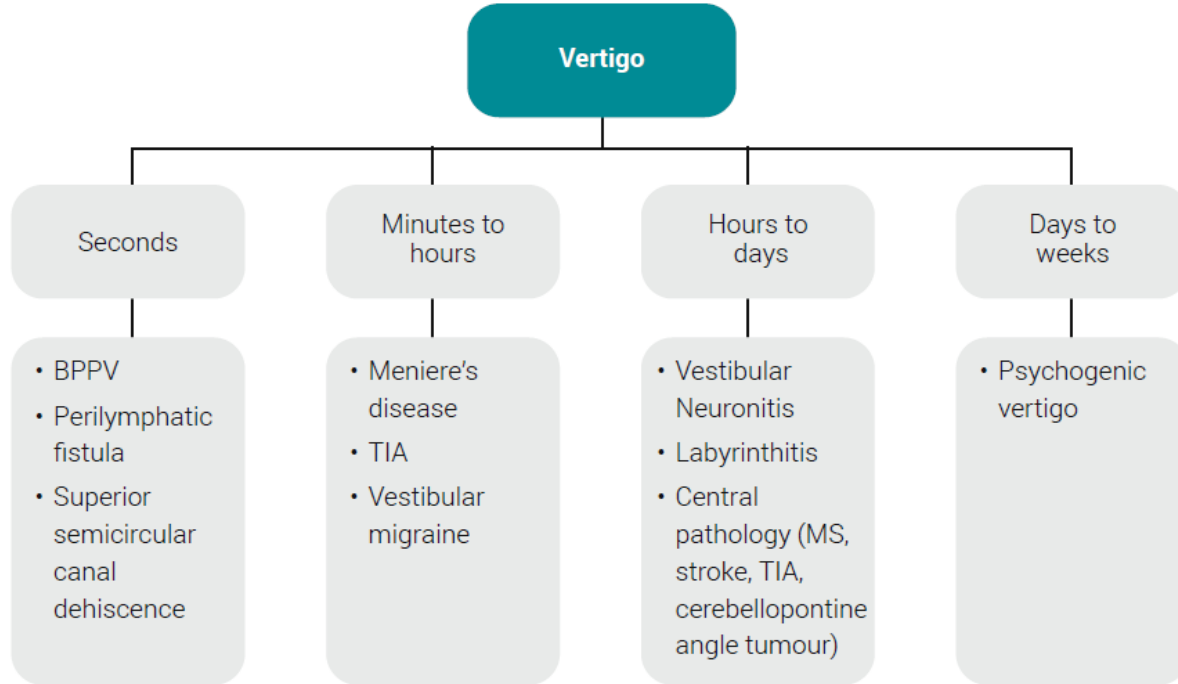 Vertigo
Seconds
Minutes to
hours
Hours to
days
Days to
weeks
• BPPV
• Perilymphatic
fistula
• Superior
semicircular
canal
dehiscence
• Meniere's
disease
• TIA
• Vestibular
migraine
• Vestibular
Neuronitis
• Labyrinthitis
• Central
pathology (MS,
stroke, TIA,
cerebellopontine
angle tumour)
• Psychogenic
vertigo